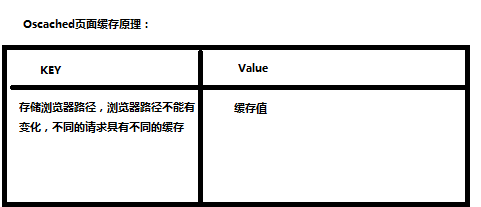 Oscached页面缓存原理：
KEY
Value
存储浏览器路径，浏览器路径不能有
变化，不同的请求具有不同的缓存
缓存值